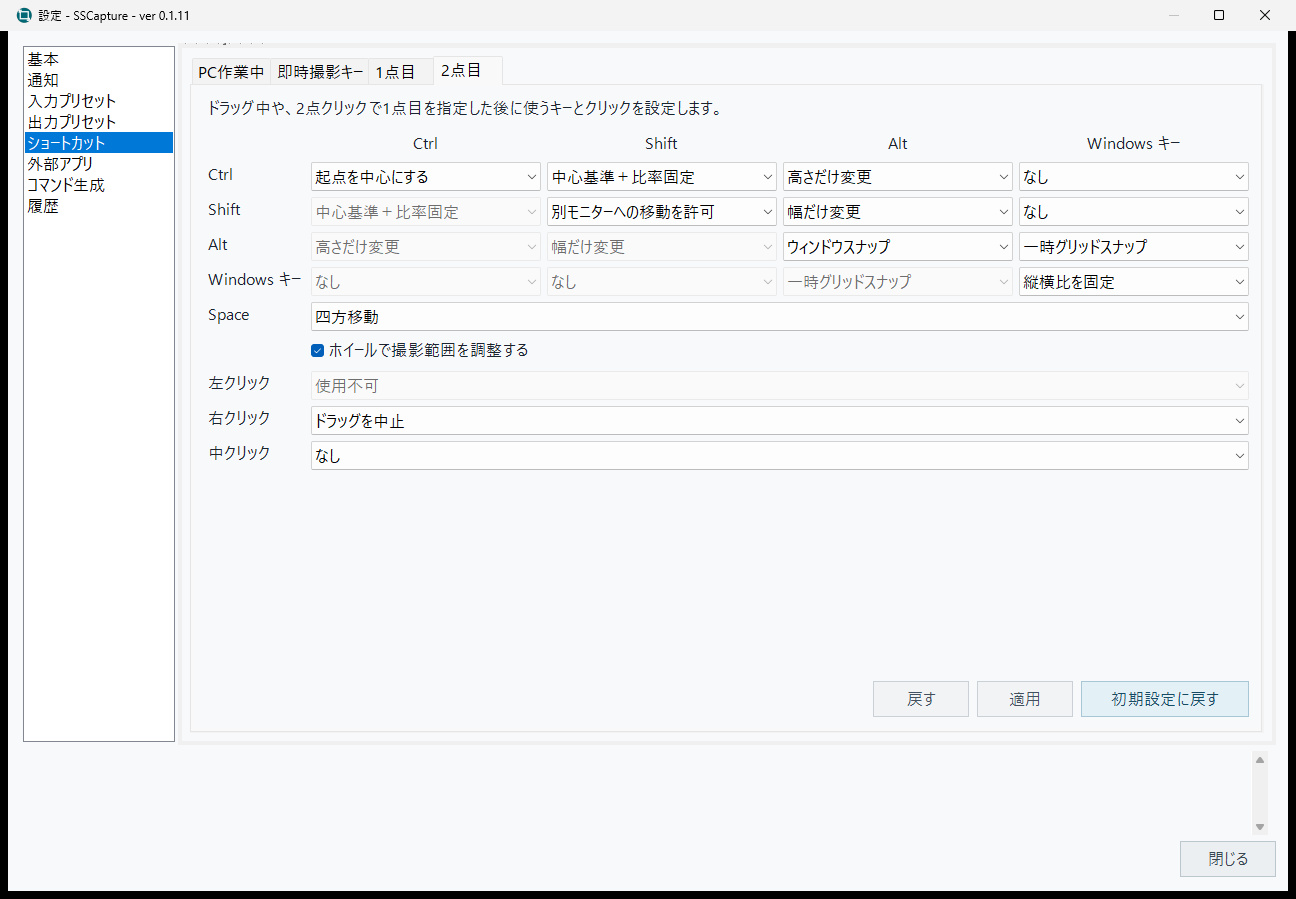 設定 - SSCapture - ver 0.1.11
基本
通知
入力プリセット
出力プリセット
ショートカット
外部アプリ
コマンド生成
履歴
PC作業中 即時撮影キー 1点目 2点目
ドラッグ中や、2点クリックで1点目を指定した後に使うキーとクリックを設定します。
Ctrl Shift Alt Windows キー
Ctrl 起点を中心にする 中心基準＋比率固定 高さだけ変更 なし
Shift 中心基準＋比率固定 別モニターへの移動を許可 幅だけ変更 なし
Alt 高さだけ変更 幅だけ変更 ウィンドウスナップ 一時グリッドスナップ
Windows キー なし なし 一時グリッドスナップ 縦横比を固定
Space 四方移動
ホイールで撮影範囲を調整する
左クリック 使用不可
右クリック ドラッグを中止
中クリック なし
戻す 適用 初期設定に戻す
閉じる